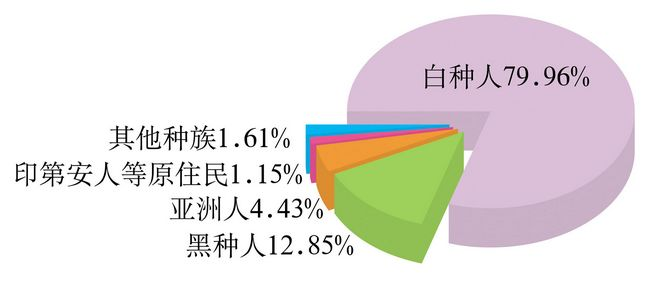 白种人79.96%
其他种族1.61%
印第安人等原住民1.15%
亚洲人4.43%
黑种人12.85%